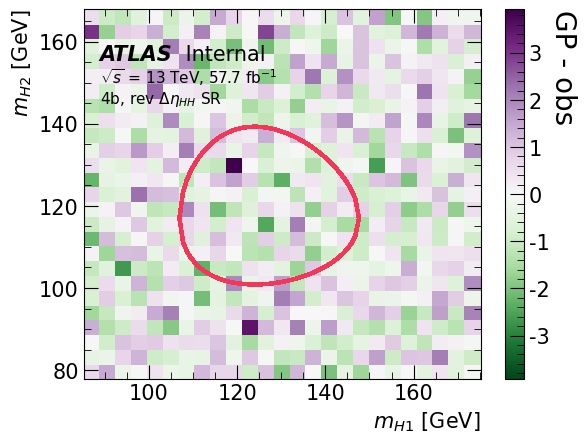 ATLAS Internal
√s = 13 TeV, 57.7 fb⁻¹
4b, rev Δη_HH SR
m_H2 [GeV]
160
140
120
100
80
100 120 140 160
m_H1 [GeV]
3
2
1
0
-1
-2
-3
GP - obs